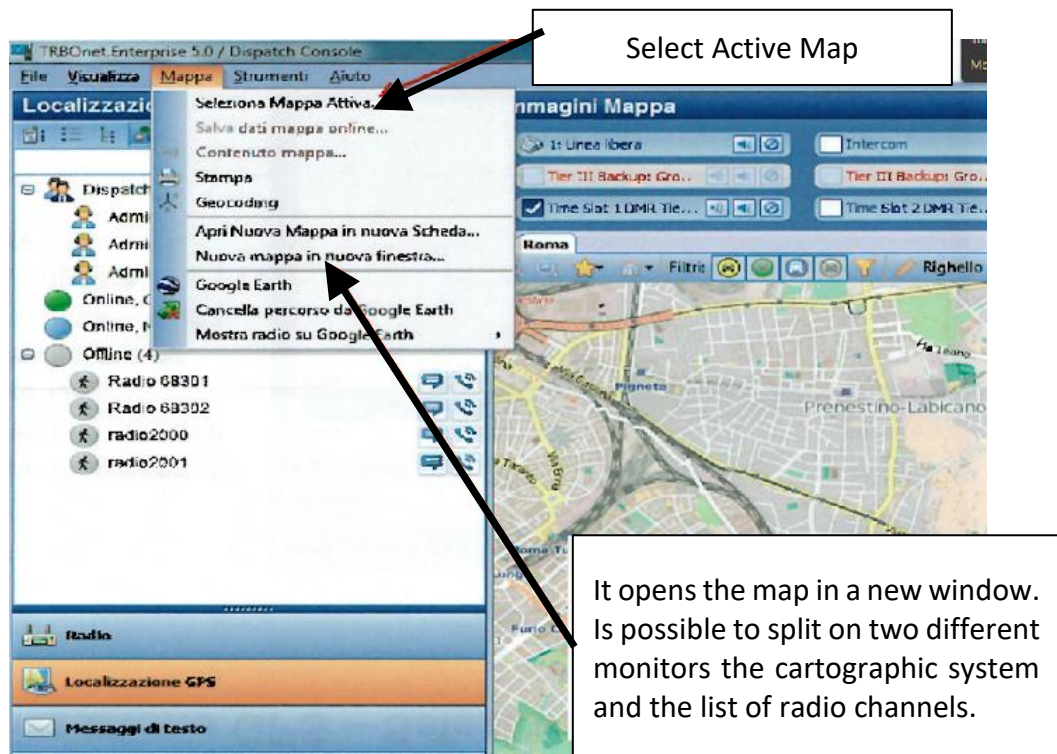 Select Active Map
TRBOnet.Enterprise 5.0 / Dispatch Console
File Visualizza Mappa Strumenti Aiuto
Localizzazio
mmagini Mappa
Seleziona Mappa Attiva...
Salva dati mappa online...
Contenuto mappa...
Stampa
Geocoding
Apri Nuova Mappa in nuova Scheda...
Nuova mappa in nuova finestra...
Google Earth
Cancella percorso da Google Earth
Mostra radio su Google Earth
1: Linea libera
Intercom
Tier III Backup: Gro..
Tier III Backup: Gro..
Time Slot 1 DMR Tie...
Time Slot 2 DMR Tie..
Roma
Filtri:
Righello
Dispatch
Admi
Admi
Admi
Online,
Online,
Offline (4)
Radio 68301
Radio 68302
radio2000
radio2001
Pigneto
Prenestino-Labicano
Via Teano
Roma Tu
Furio
Radio
Localizzazione GPS
Messaggi di testo
It opens the map in a new window.
Is possible to split on two different
monitors the cartographic system
and the list of radio channels.